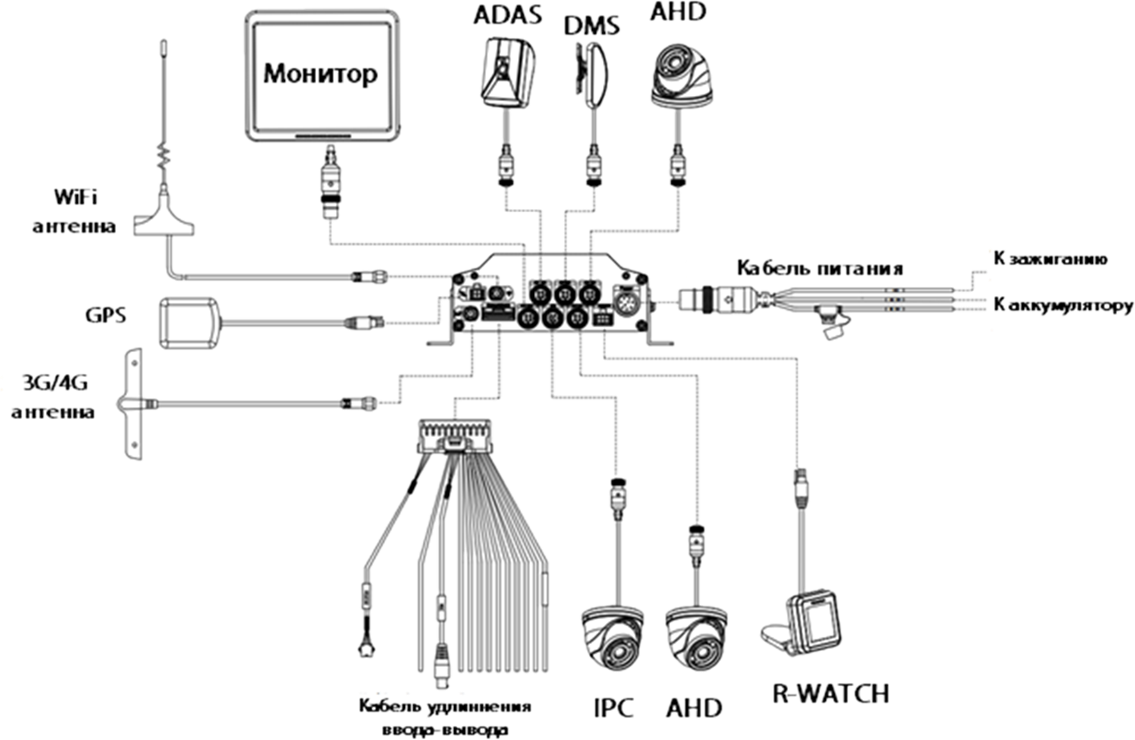 ADAS
DMS
AHD
Монитор
WiFi
антенна
GPS
3G/4G
антенна
Кабель питания
К зажиганию
К аккумулятору
Кабель удлиннения
ввода-вывода
IPC
AHD
R-WATCH